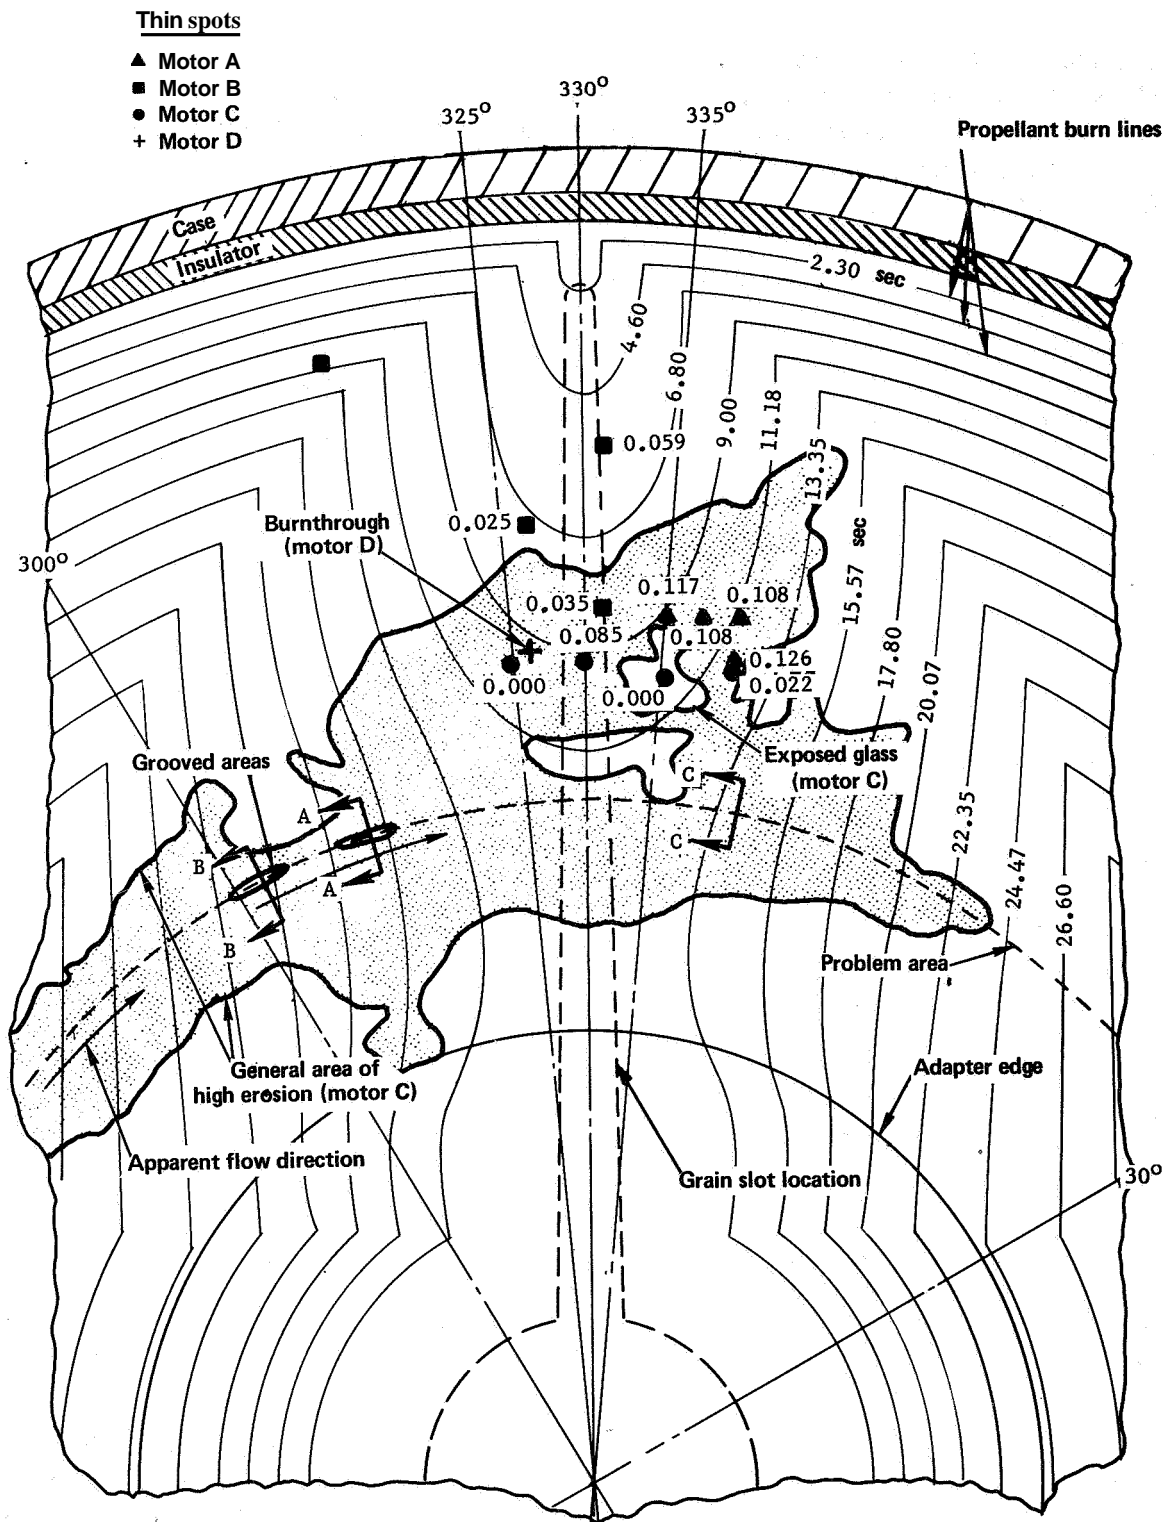 Thin spots
▲ Motor A
■ Motor B
● Motor C
+ Motor D
330°
325°
335°
Propellant burn lines
Case
Insulator
2.30 sec
4.60
6.80
9.00
11.18
13.35
15.57 sec
17.80
20.07
22.35
24.47
26.60
0.059
0.025
Burnthrough
(motor D)
300°
0.117
0.108
0.035
0.085
0.108
0.126
0.022
0.000
0.000
Exposed glass
(motor C)
Grooved areas
A
A
B
B
C
C
Problem area
General area of
high erosion (motor C)
Adapter edge
Apparent flow direction
Grain slot location
30°